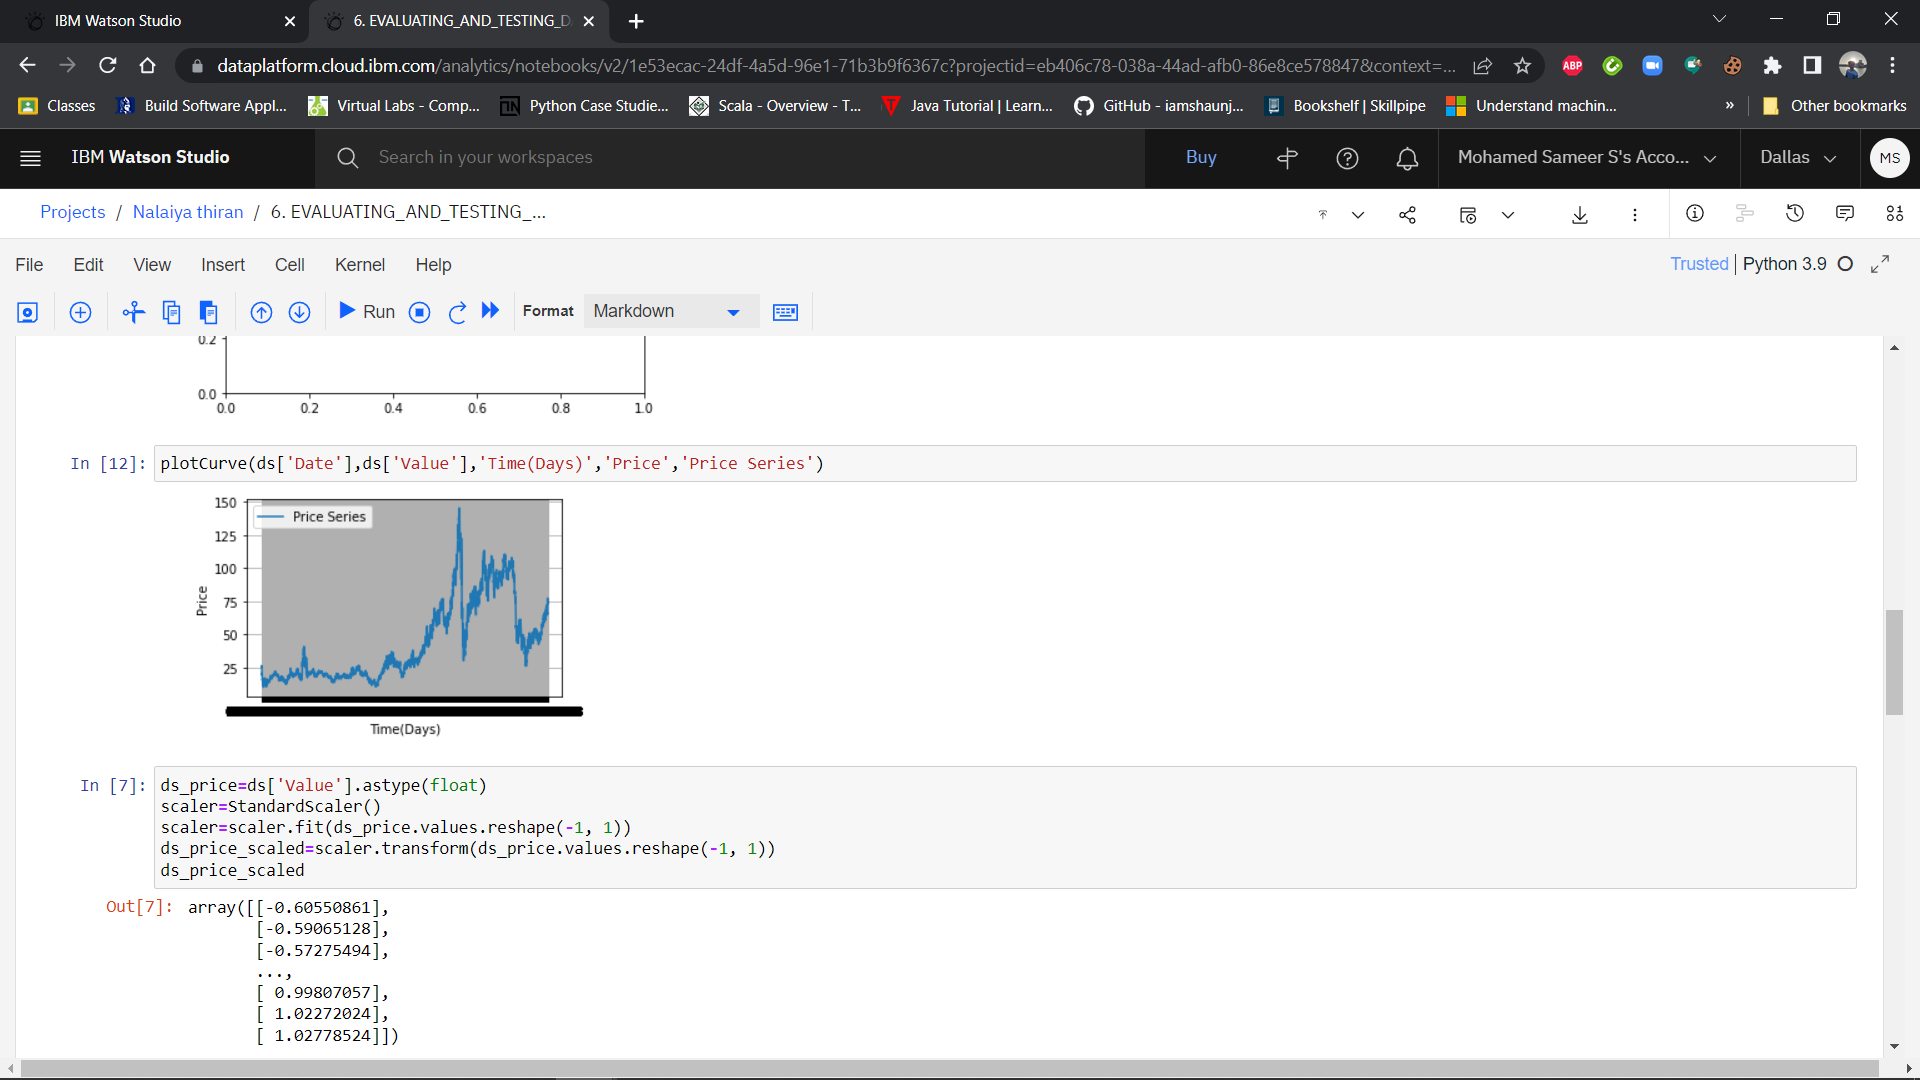 IBM Watson Studio
6. EVALUATING_AND_TESTING_D
dataplatform.cloud.ibm.com/analytics/notebooks/v2/1e53ecac-24df-4a5d-96e1-71b3b9f6367c?projectid=eb406c78-038a-44ad-afb0-86e8ce578847&context=...
ABP
Classes
Build Software Appl...
Virtual Labs - Comp...
Python Case Studie...
Scala - Overview - T...
Java Tutorial | Learn...
GitHub - iamshaunj...
Bookshelf | Skillpipe
Understand machin...
»
Other bookmarks
IBM Watson Studio
Search in your workspaces
Buy
Mohamed Sameer S's Acco...
Dallas
MS
Projects / Nalaiya thiran / 6. EVALUATING_AND_TESTING_...
File Edit View Insert Cell Kernel Help
Trusted | Python 3.9
Run
Format
Markdown
0.2
0.0
0.0 0.2 0.4 0.6 0.8 1.0
In [12]: plotCurve(ds['Date'],ds['Value'],'Time(Days)','Price','Price Series')
150
125
100
75
50
25
Price
Price Series
Time(Days)
In [7]: ds_price=ds['Value'].astype(float)
scaler=StandardScaler()
scaler=scaler.fit(ds_price.values.reshape(-1, 1))
ds_price_scaled=scaler.transform(ds_price.values.reshape(-1, 1))
ds_price_scaled
Out[7]: array([[-0.60550861],
[-0.59065128],
[-0.57275494],
...,
[ 0.99807057],
[ 1.02272024],
[ 1.02778524]])